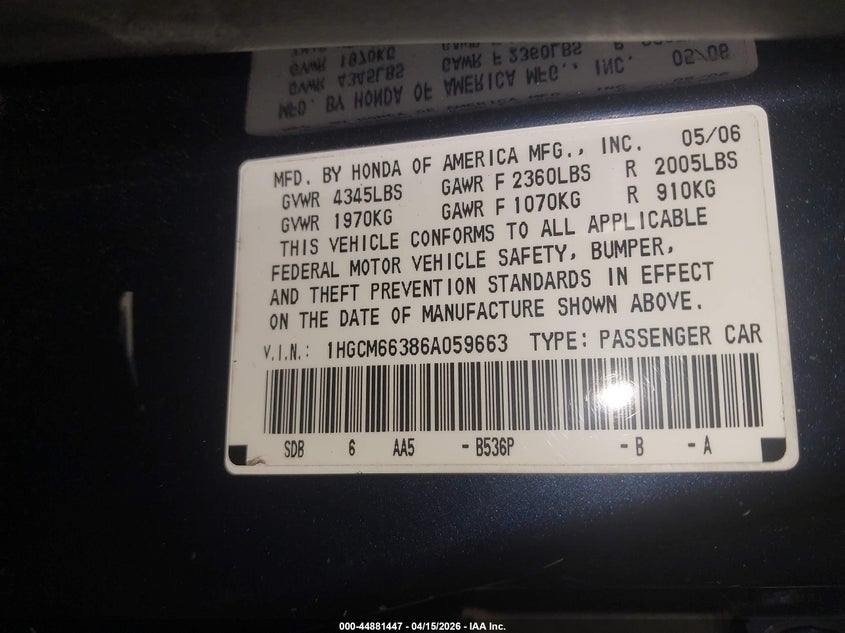 MFD. BY HONDA OF AMERICA MFG., INC. 05/06
GVWR 4345LBS GAWR F 2360LBS R 2005LBS
GVWR 1970KG GAWR F 1070KG R 910KG
THIS VEHICLE CONFORMS TO ALL APPLICABLE
FEDERAL MOTOR VEHICLE SAFETY, BUMPER,
AND THEFT PREVENTION STANDARDS IN EFFECT
ON THE DATE OF MANUFACTURE SHOWN ABOVE.
V.I.N.: 1HGCM66386A059663 TYPE: PASSENGER CAR
SDB 6 AA5 - B536P - B - A
000-44881447 - 04/15/2026 - IAA Inc.